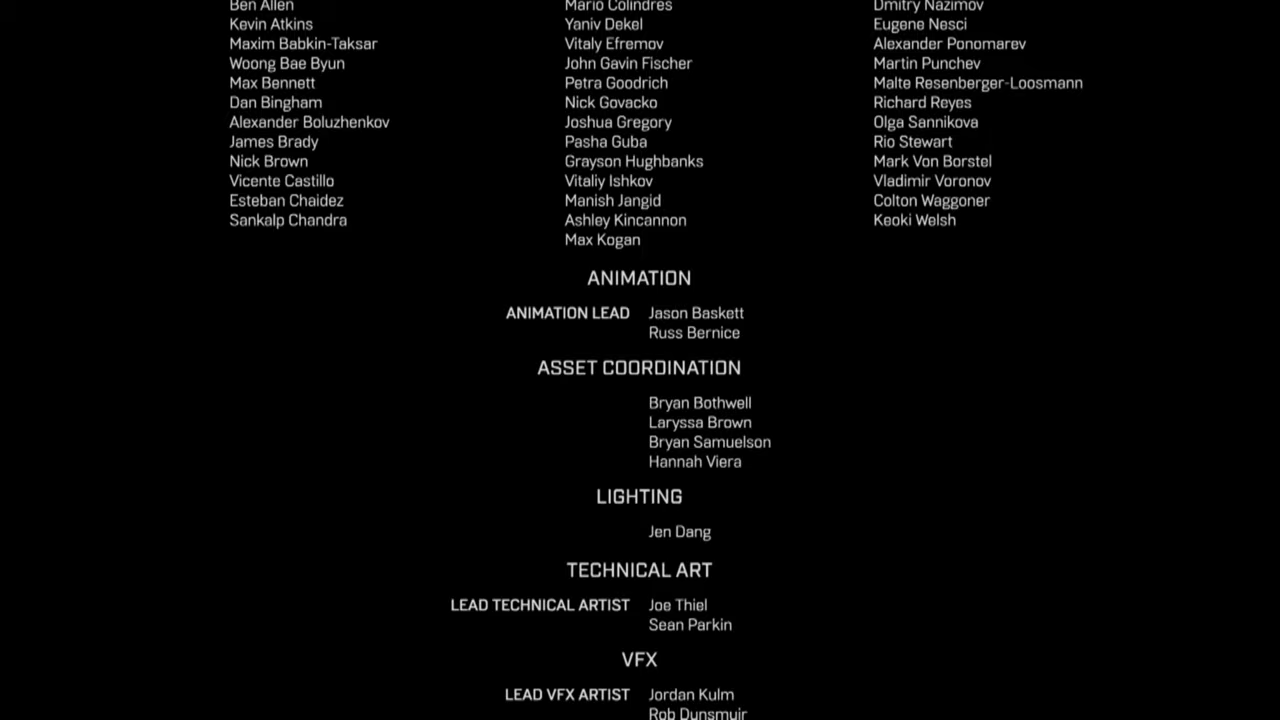 Ben Allen
Kevin Atkins
Maxim Babkin-Taksar
Woong Bae Byun
Max Bennett
Dan Bingham
Alexander Boluzhenkov
James Brady
Nick Brown
Vicente Castillo
Esteban Chaidez
Sankalp Chandra
Mario Colindres
Yaniv Dekel
Vitaly Efremov
John Gavin Fischer
Petra Goodrich
Nick Govacko
Joshua Gregory
Pasha Guba
Grayson Hughbanks
Vitaliy Ishkov
Manish Jangid
Ashley Kincannon
Max Kogan
Dmitry Nazimov
Eugene Nesci
Alexander Ponomarev
Martin Punchev
Malte Resenberger-Loosmann
Richard Reyes
Olga Sannikova
Rio Stewart
Mark Von Borstel
Vladimir Voronov
Colton Waggoner
Keoki Welsh
ANIMATION
ANIMATION LEAD Jason Baskett
Russ Bernice
ASSET COORDINATION
Bryan Bothwell
Laryssa Brown
Bryan Samuelson
Hannah Viera
LIGHTING
Jen Dang
TECHNICAL ART
LEAD TECHNICAL ARTIST Joe Thiel
Sean Parkin
VFX
LEAD VFX ARTIST Jordan Kulm
Rob Dunsmuir